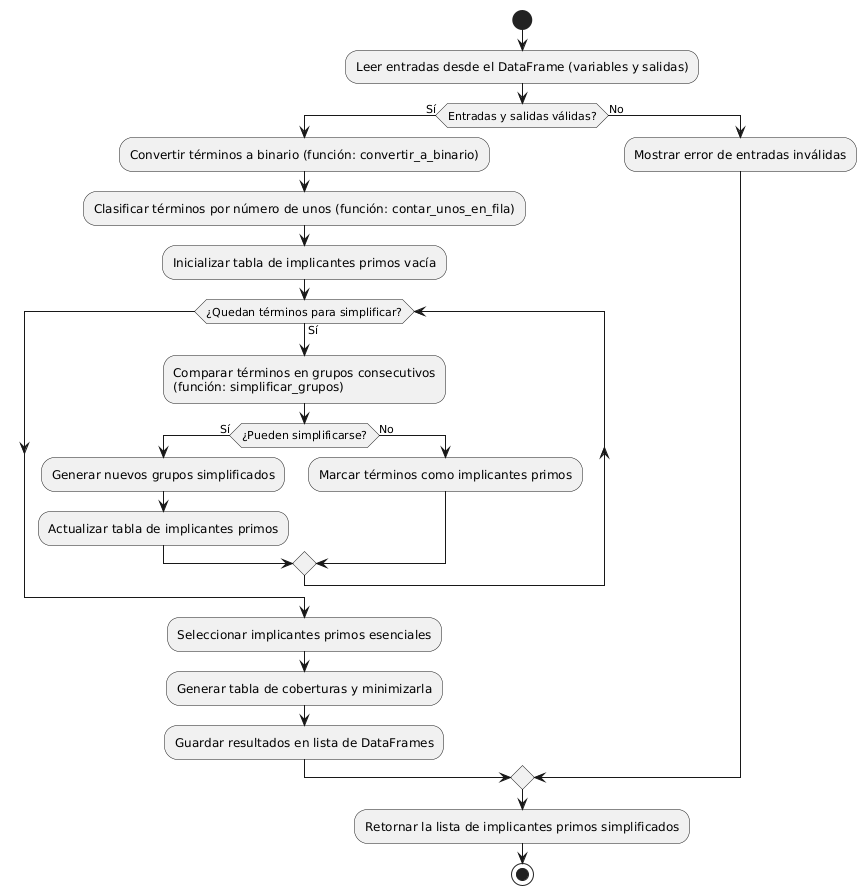 Leer entradas desde el DataFrame (variables y salidas)
Sí
Entradas y salidas válidas?
No
Convertir términos a binario (función: convertir_a_binario)
Mostrar error de entradas inválidas
Clasificar términos por número de unos (función: contar_unos_en_fila)
Inicializar tabla de implicantes primos vacía
¿Quedan términos para simplificar?
Sí
Comparar términos en grupos consecutivos
(función: simplificar_grupos)
Sí
¿Pueden simplificarse?
No
Generar nuevos grupos simplificados
Marcar términos como implicantes primos
Actualizar tabla de implicantes primos
Seleccionar implicantes primos esenciales
Generar tabla de coberturas y minimizarla
Guardar resultados en lista de DataFrames
Retornar la lista de implicantes primos simplificados